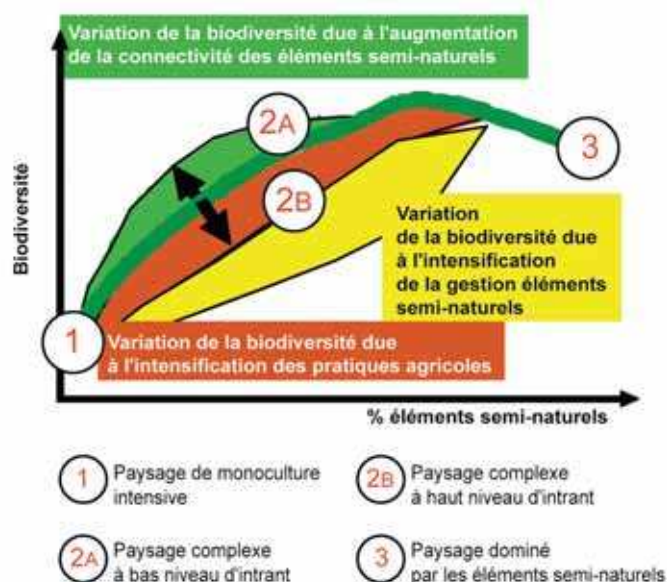 Variation de la biodiversité due à l'augmentation
de la connectivité des éléments semi-naturels
2A
3
2B
Biodiversité
Variation
de la biodiversité due
à l'intensification
de la gestion éléments
semi-naturels
1
Variation de la biodiversité due
à l'intensification des pratiques agricoles
% éléments semi-naturels
1
Paysage de monoculture
intensive
2B
Paysage complexe
à haut niveau d'intrant
2A
Paysage complexe
à bas niveau d'intrant
3
Paysage dominé
par les éléments semi-naturels